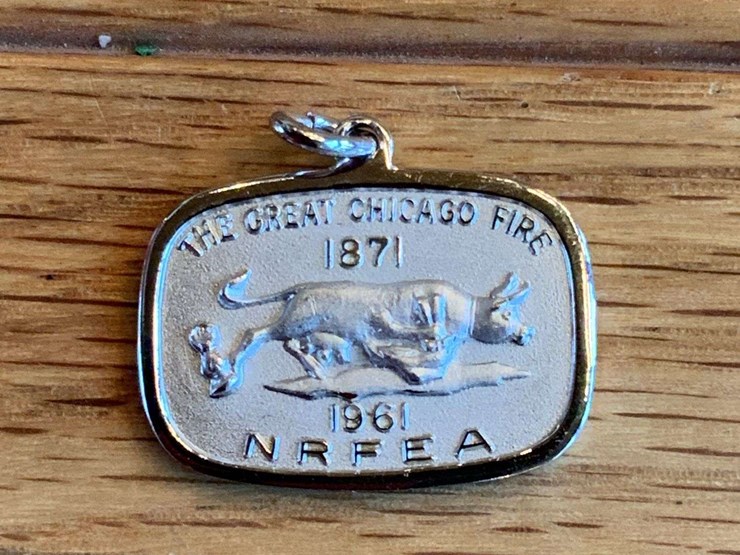 THE GREAT CHICAGO FIRE
1871
1961
NRFEA